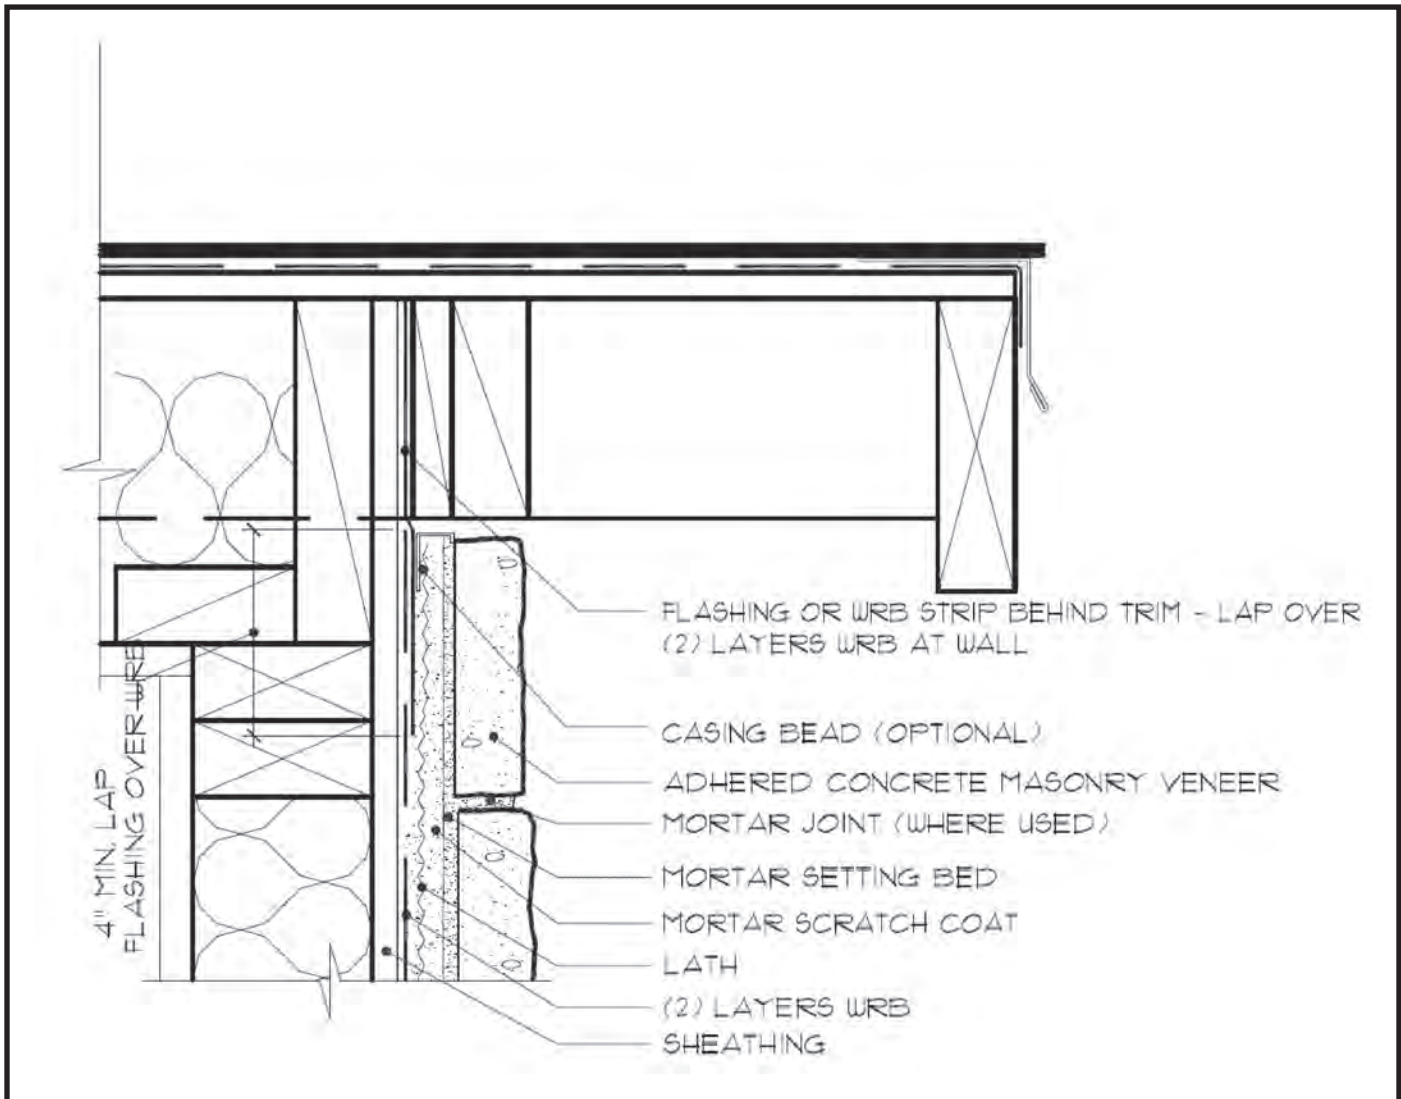 FLASHING OR WRB STRIP BEHIND TRIM - LAP OVER
(2) LAYERS WRB AT WALL
CASING BEAD (OPTIONAL)
ADHERED CONCRETE MASONRY VENEER
MORTAR JOINT (WHERE USED)
MORTAR SETTING BED
MORTAR SCRATCH COAT
LATH
(2) LAYERS WRB
SHEATHING
4" MIN. LAP
FLASHING OVER WRB